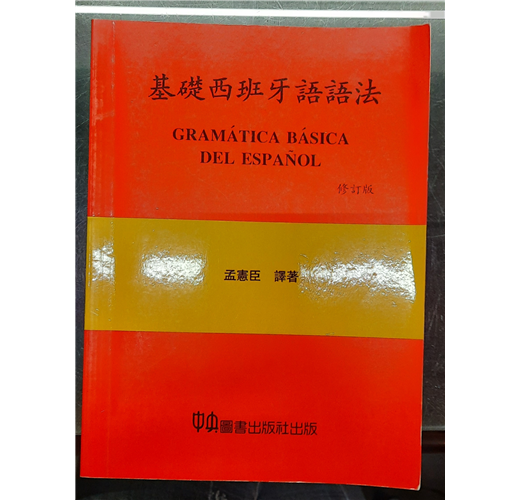 基礎西班牙語語法
GRAMÁTICA BÁSICA
DEL ESPAÑOL
修訂版
孟憲臣 譯著
中央圖書出版社出版